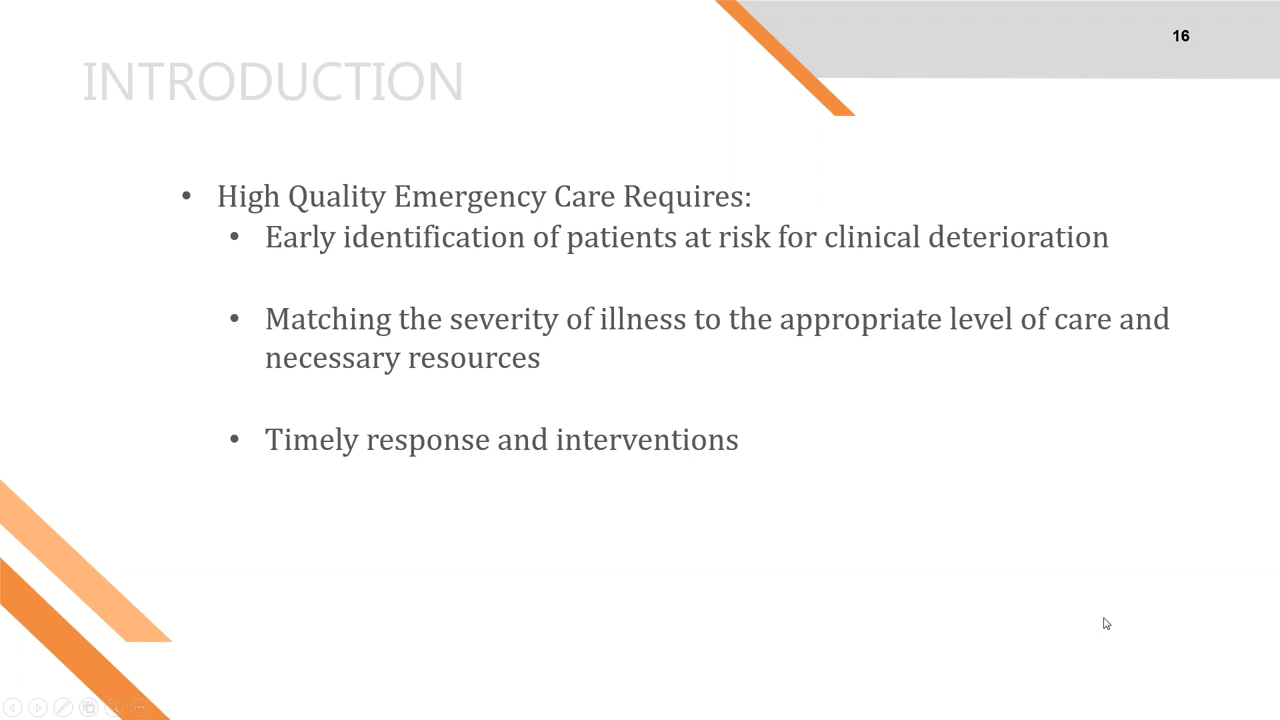 16
INTRODUCTION
• High Quality Emergency Care Requires:
• Early identification of patients at risk for clinical deterioration
• Matching the severity of illness to the appropriate level of care and
necessary resources
• Timely response and interventions